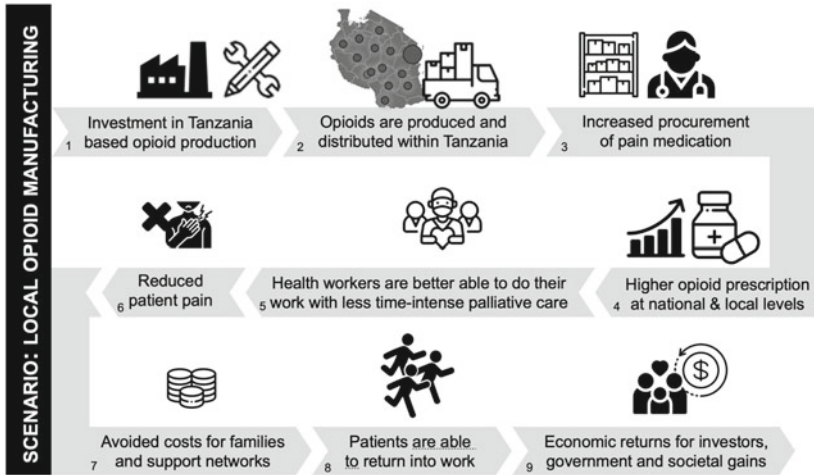 SCENARIO: LOCAL OPIOID MANUFACTURING
1 Investment in Tanzania
based opioid production
2 Opioids are produced and
distributed within Tanzania
3 Increased procurement
of pain medication
4 Higher opioid prescription
at national & local levels
5 Health workers are better able to do their
work with less time-intense palliative care
6 Reduced
patient pain
7 Avoided costs for families
and support networks
8 Patients are able
to return into work
9 Economic returns for investors,
government and societal gains
$